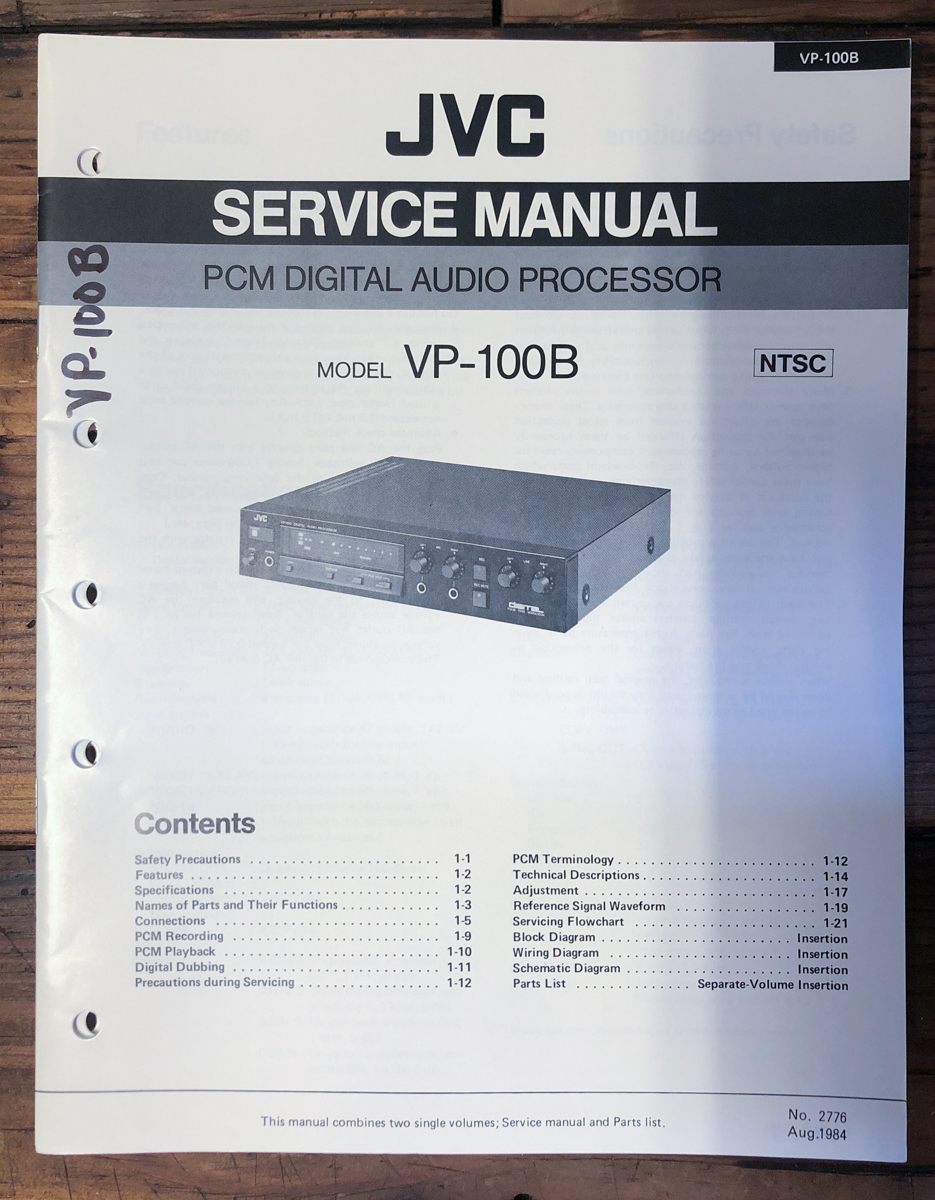 VP-100B
JVC
SERVICE MANUAL
PCM DIGITAL AUDIO PROCESSOR
VP-100B
MODEL VP-100B
NTSC
JVC
DIGITAL AUDIO PROCESSOR
digital
Contents
Safety Precautions . . . . . . . . . . . . . . . . . . . . . . . 1-1
Features . . . . . . . . . . . . . . . . . . . . . . . . . . . . . 1-2
Specifications . . . . . . . . . . . . . . . . . . . . . . . . . . 1-2
Names of Parts and Their Functions . . . . . . . . . . . . 1-3
Connections . . . . . . . . . . . . . . . . . . . . . . . . . . . 1-5
PCM Recording . . . . . . . . . . . . . . . . . . . . . . . . . 1-9
PCM Playback . . . . . . . . . . . . . . . . . . . . . . . . . 1-10
Digital Dubbing . . . . . . . . . . . . . . . . . . . . . . . . 1-11
Precautions during Servicing . . . . . . . . . . . . . . . . 1-12
PCM Terminology . . . . . . . . . . . . . . . . . . . . . . . . 1-12
Technical Descriptions . . . . . . . . . . . . . . . . . . . . . 1-14
Adjustment . . . . . . . . . . . . . . . . . . . . . . . . . . . . 1-17
Reference Signal Waveform . . . . . . . . . . . . . . . . . . 1-19
Servicing Flowchart . . . . . . . . . . . . . . . . . . . . . . . 1-21
Block Diagram . . . . . . . . . . . . . . . . . . . . . . . Insertion
Wiring Diagram . . . . . . . . . . . . . . . . . . . . . . Insertion
Schematic Diagram . . . . . . . . . . . . . . . . . . . . Insertion
Parts List . . . . . . . . . . . . . . Separate-Volume Insertion
This manual combines two single volumes; Service manual and Parts list.
No. 2776
Aug.1984